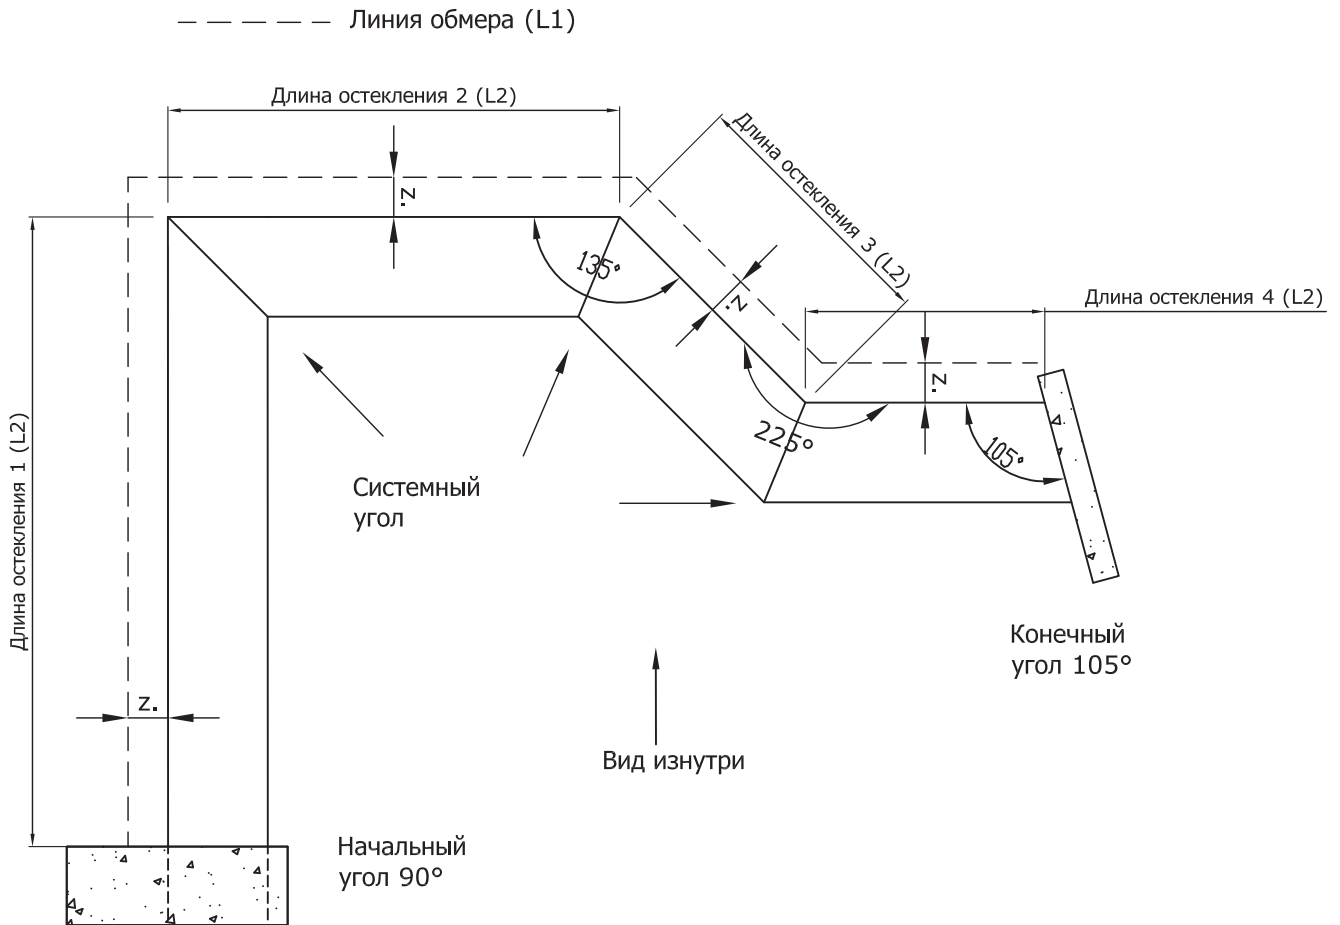 Линия обмера (L1)
Длина остекления 2 (L2)
Длина остекления 3 (L2)
Длина остекления 4 (L2)
Длина остекления 1 (L2)
z.
z.
z.
z.
135°
225°
105°
Системный
угол
Конечный
угол 105°
Вид изнутри
Начальный
угол 90°